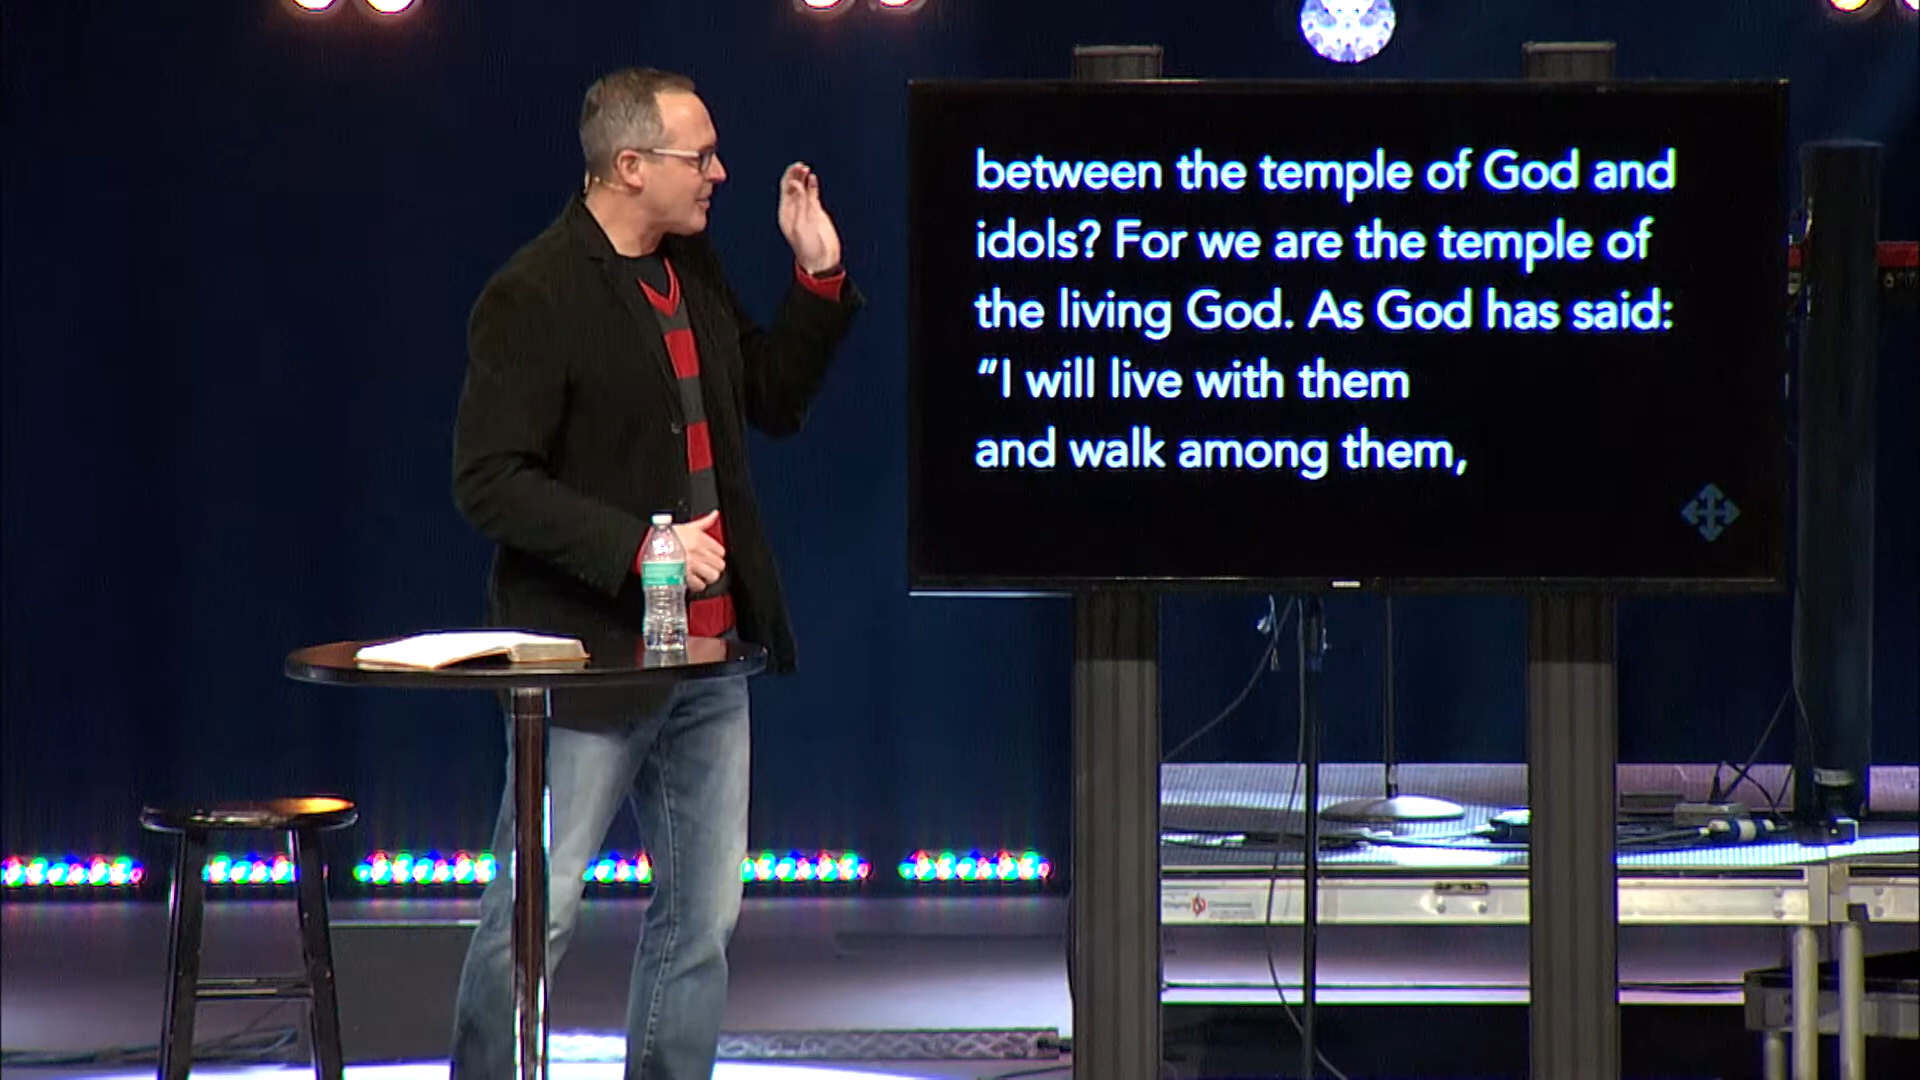 between the temple of God and
idols? For we are the temple of
the living God. As God has said:
“I will live with them
and walk among them,